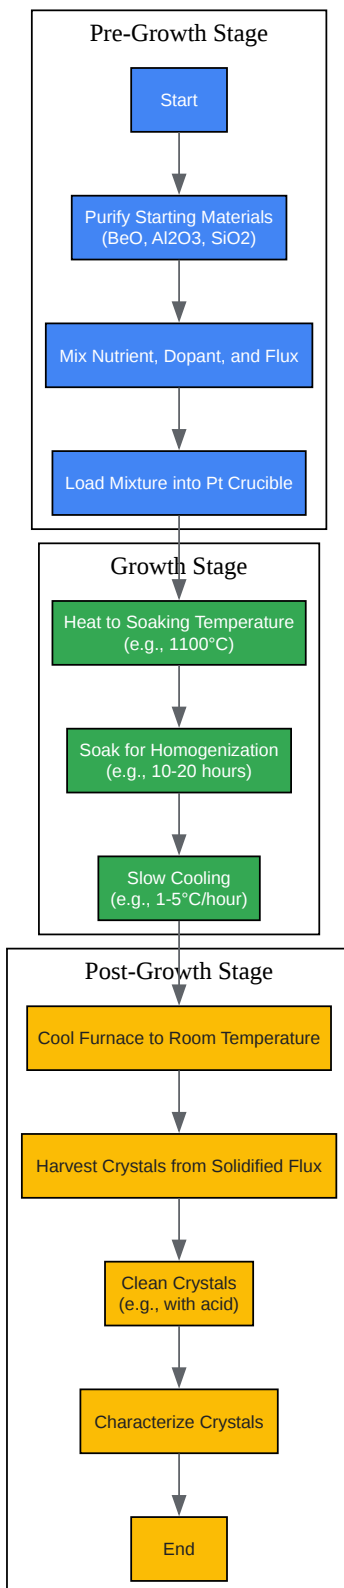 Pre-Growth Stage
Start
Purify Starting Materials
(BeO, Al2O3, SiO2)
Mix Nutrient, Dopant, and Flux
Load Mixture into Pt Crucible
Growth Stage
Heat to Soaking Temperature
(e.g., 1100°C)
Soak for Homogenization
(e.g., 10-20 hours)
Slow Cooling
(e.g., 1-5°C/hour)
Post-Growth Stage
Cool Furnace to Room Temperature
Harvest Crystals from Solidified Flux
Clean Crystals
(e.g., with acid)
Characterize Crystals
End